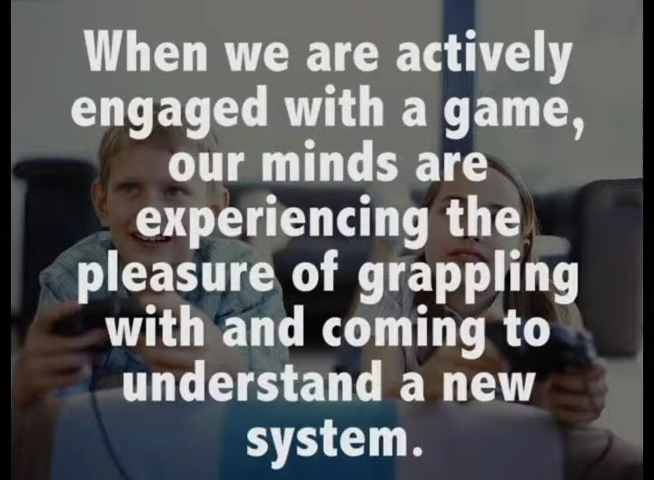 When we are actively
engaged with a game,
our minds are
experiencing the
pleasure of grappling
with and coming to
understand a new
system.